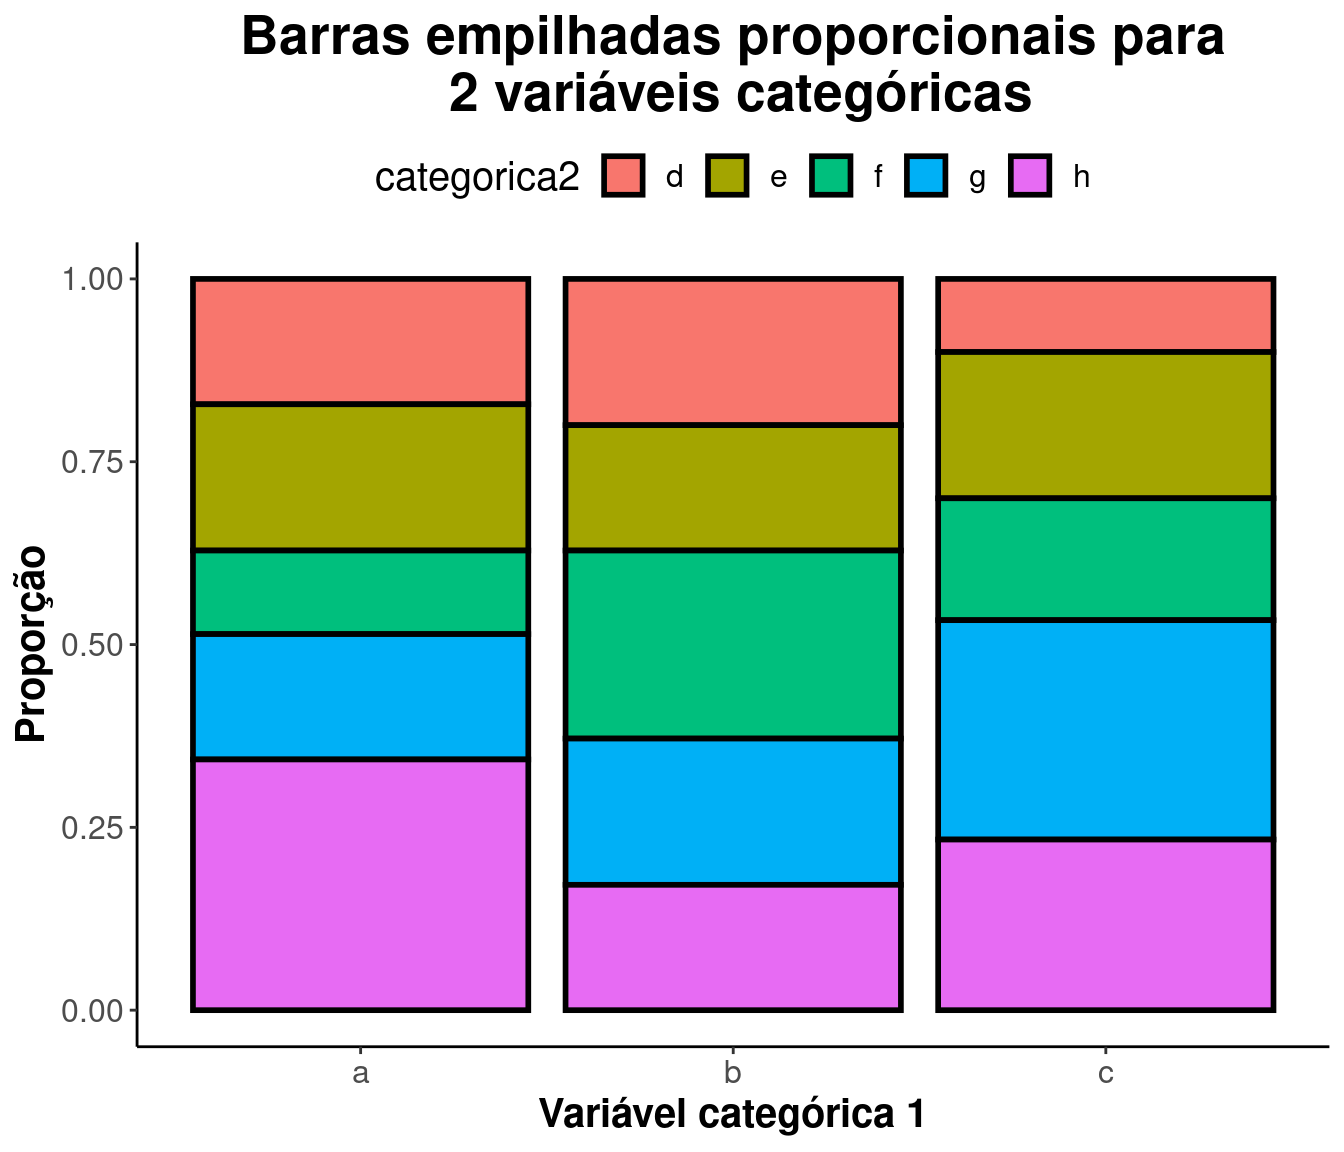 Barras empilhadas proporcionais para
2 variáveis categóricas
categorica2 d e f g h
1.00
0.75
0.50
0.25
0.00
Proporção
a b c
Variável categórica 1